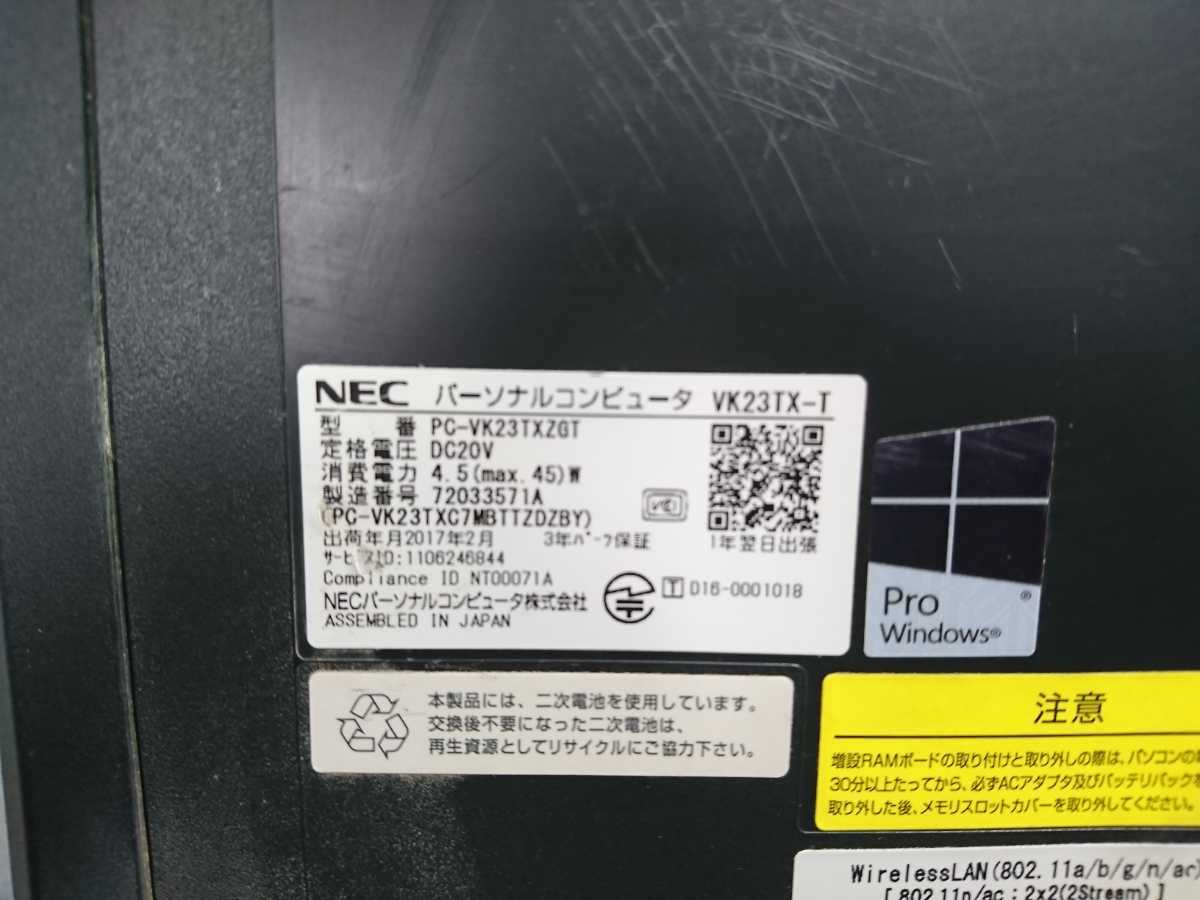 NEC パーソナルコンピュータ VK23TX-T
型 番 PC-VK23TXZGT
定格電圧 DC20V
消費電力 4.5(max.45)W
製造番号 72033571A
(PC-VK23TXC7MBTTZDZBY)
出荷年月2017年2月 3年パーツ保証
1年翌日出張
サービスID:1106246844
Compliance ID NT00071A
NECパーソナルコンピュータ株式会社
ASSEMBLED IN JAPAN
T D16-0001018
Pro
Windows®
本製品には、二次電池を使用しています。
交換後不要になった二次電池は、
再生資源としてリサイクルにご協力下さい。
注意
増設RAMボードの取り付けと取り外しの際は、パソコンの
30分以上たってから、必ずACアダプタ及びバッテリパックを
取り外した後、メモリスロットカバーを取り外してください。
WirelessLAN(802.11a/b/g/n/ac)
[802.11n/ac:2x2(2Stream)]